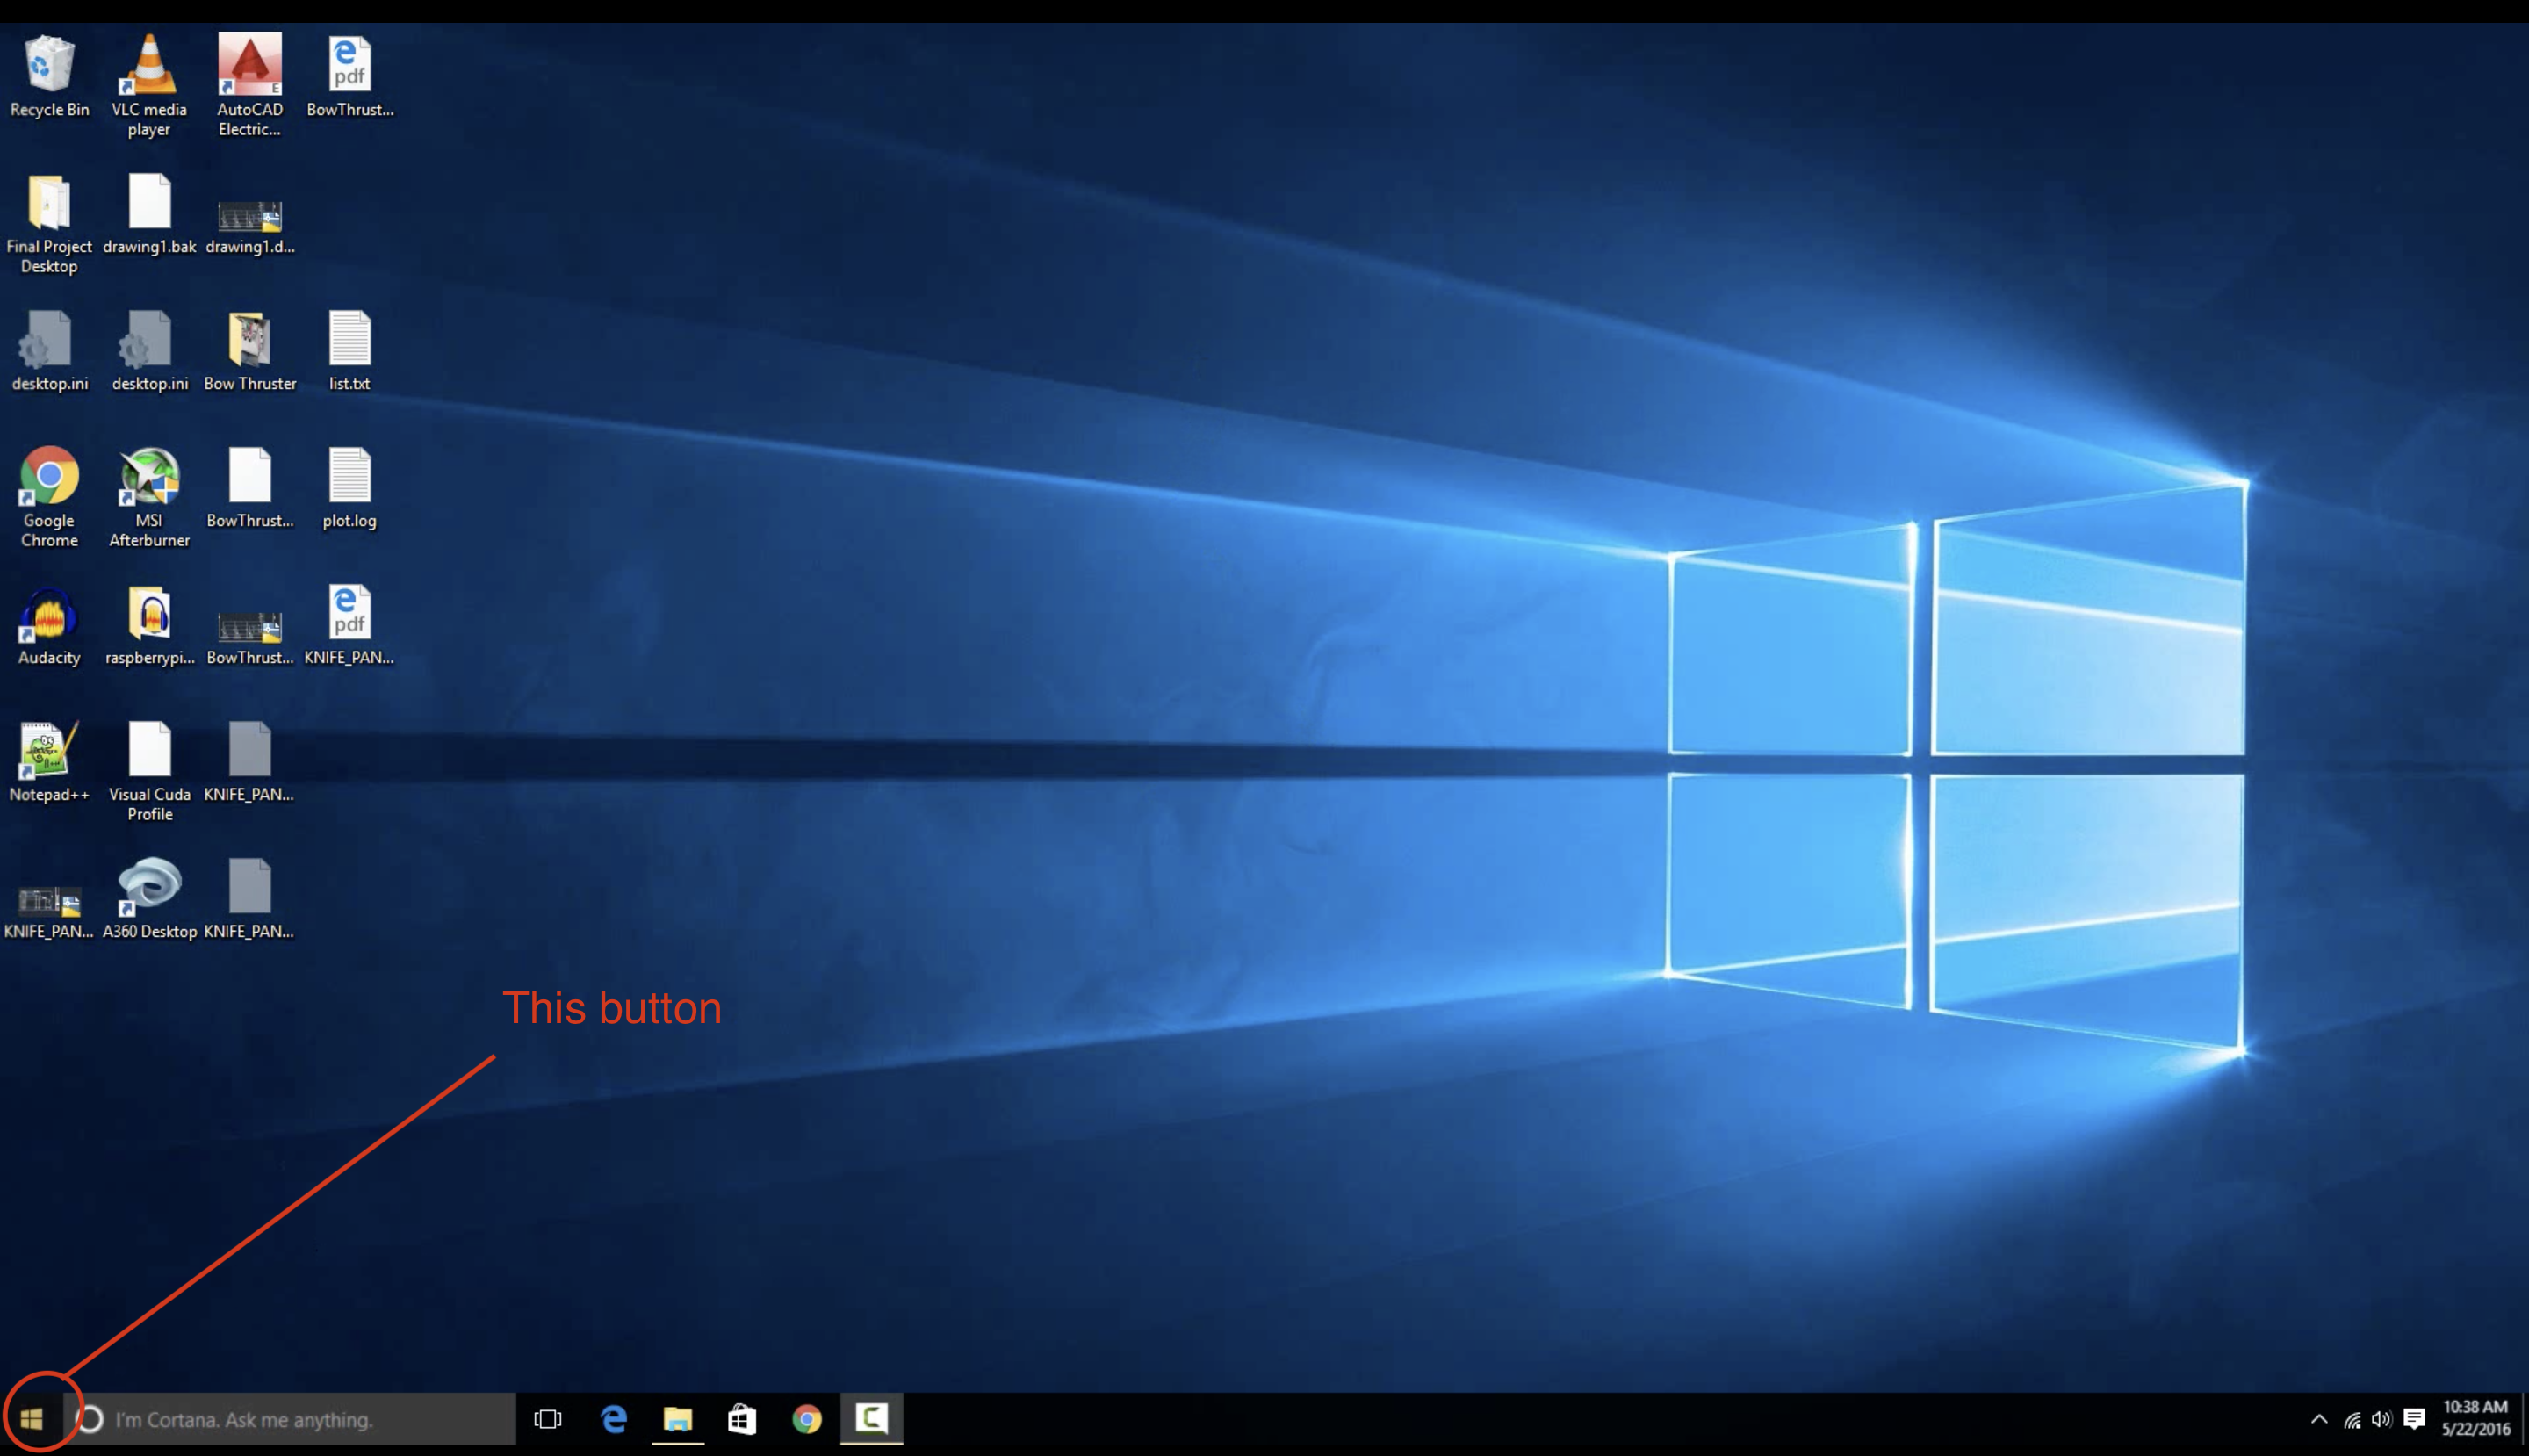 Recycle Bin
VLC media
player
AutoCAD
Electric...
E
pdf
BowThrust...
Final Project
Desktop
drawing1.bak
drawing1.d...
desktop.ini
desktop.ini
Bow Thruster
list.txt
Google
Chrome
MSI
Afterburner
BowThrust...
plot.log
Audacity
raspberrypi...
BowThrust...
pdf
KNIFE_PAN...
Notepad++
Visual Cuda
Profile
KNIFE_PAN...
KNIFE_PAN...
A360 Desktop
KNIFE_PAN...
This button
I'm Cortana. Ask me anything.
10:38 AM
5/22/2016